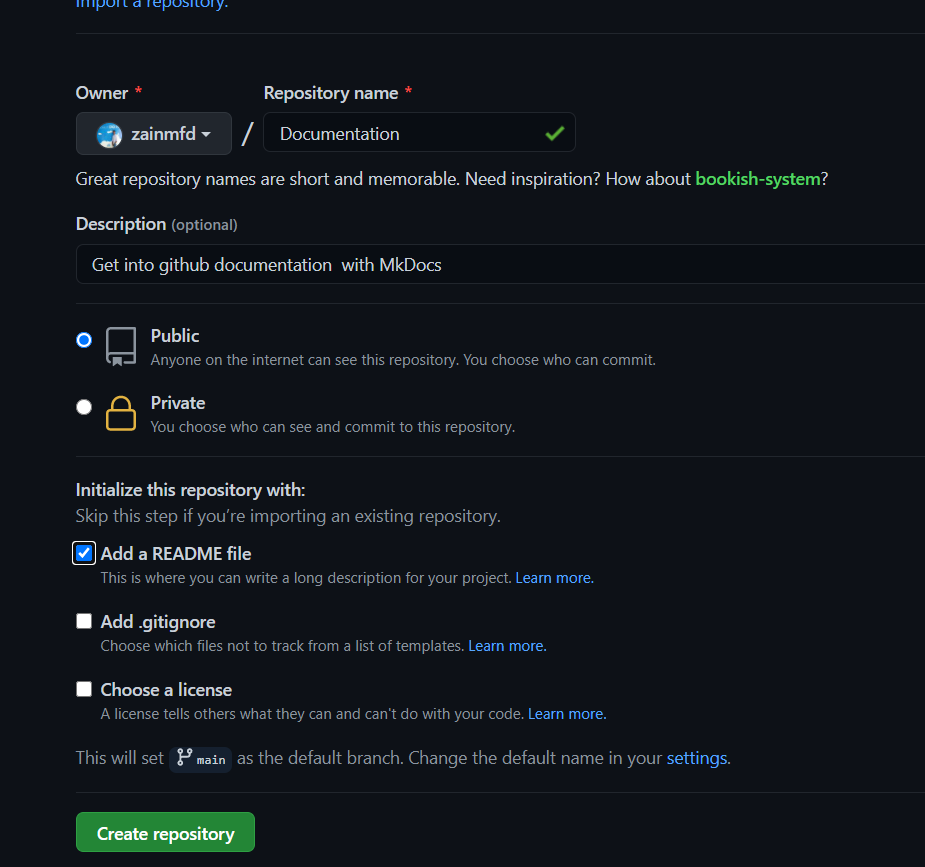 Import a repository.
Owner *
Repository name *
zainmfd / Documentation
Great repository names are short and memorable. Need inspiration? How about bookish-system?
Description (optional)
Get into github documentation  with MkDocs
Public
Anyone on the internet can see this repository. You choose who can commit.
Private
You choose who can see and commit to this repository.
Initialize this repository with:
Skip this step if you’re importing an existing repository.
Add a README file
This is where you can write a long description for your project. Learn more.
Add .gitignore
Choose which files not to track from a list of templates. Learn more.
Choose a license
A license tells others what they can and can't do with your code. Learn more.
This will set main as the default branch. Change the default name in your settings.
Create repository